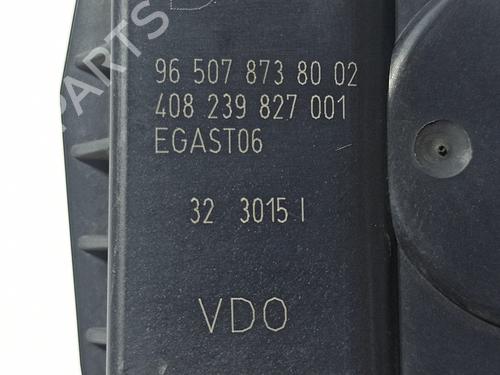 PARTS
96 507 873 80 02
408 239 827 001
EGAST06
32 3015 I
VDO